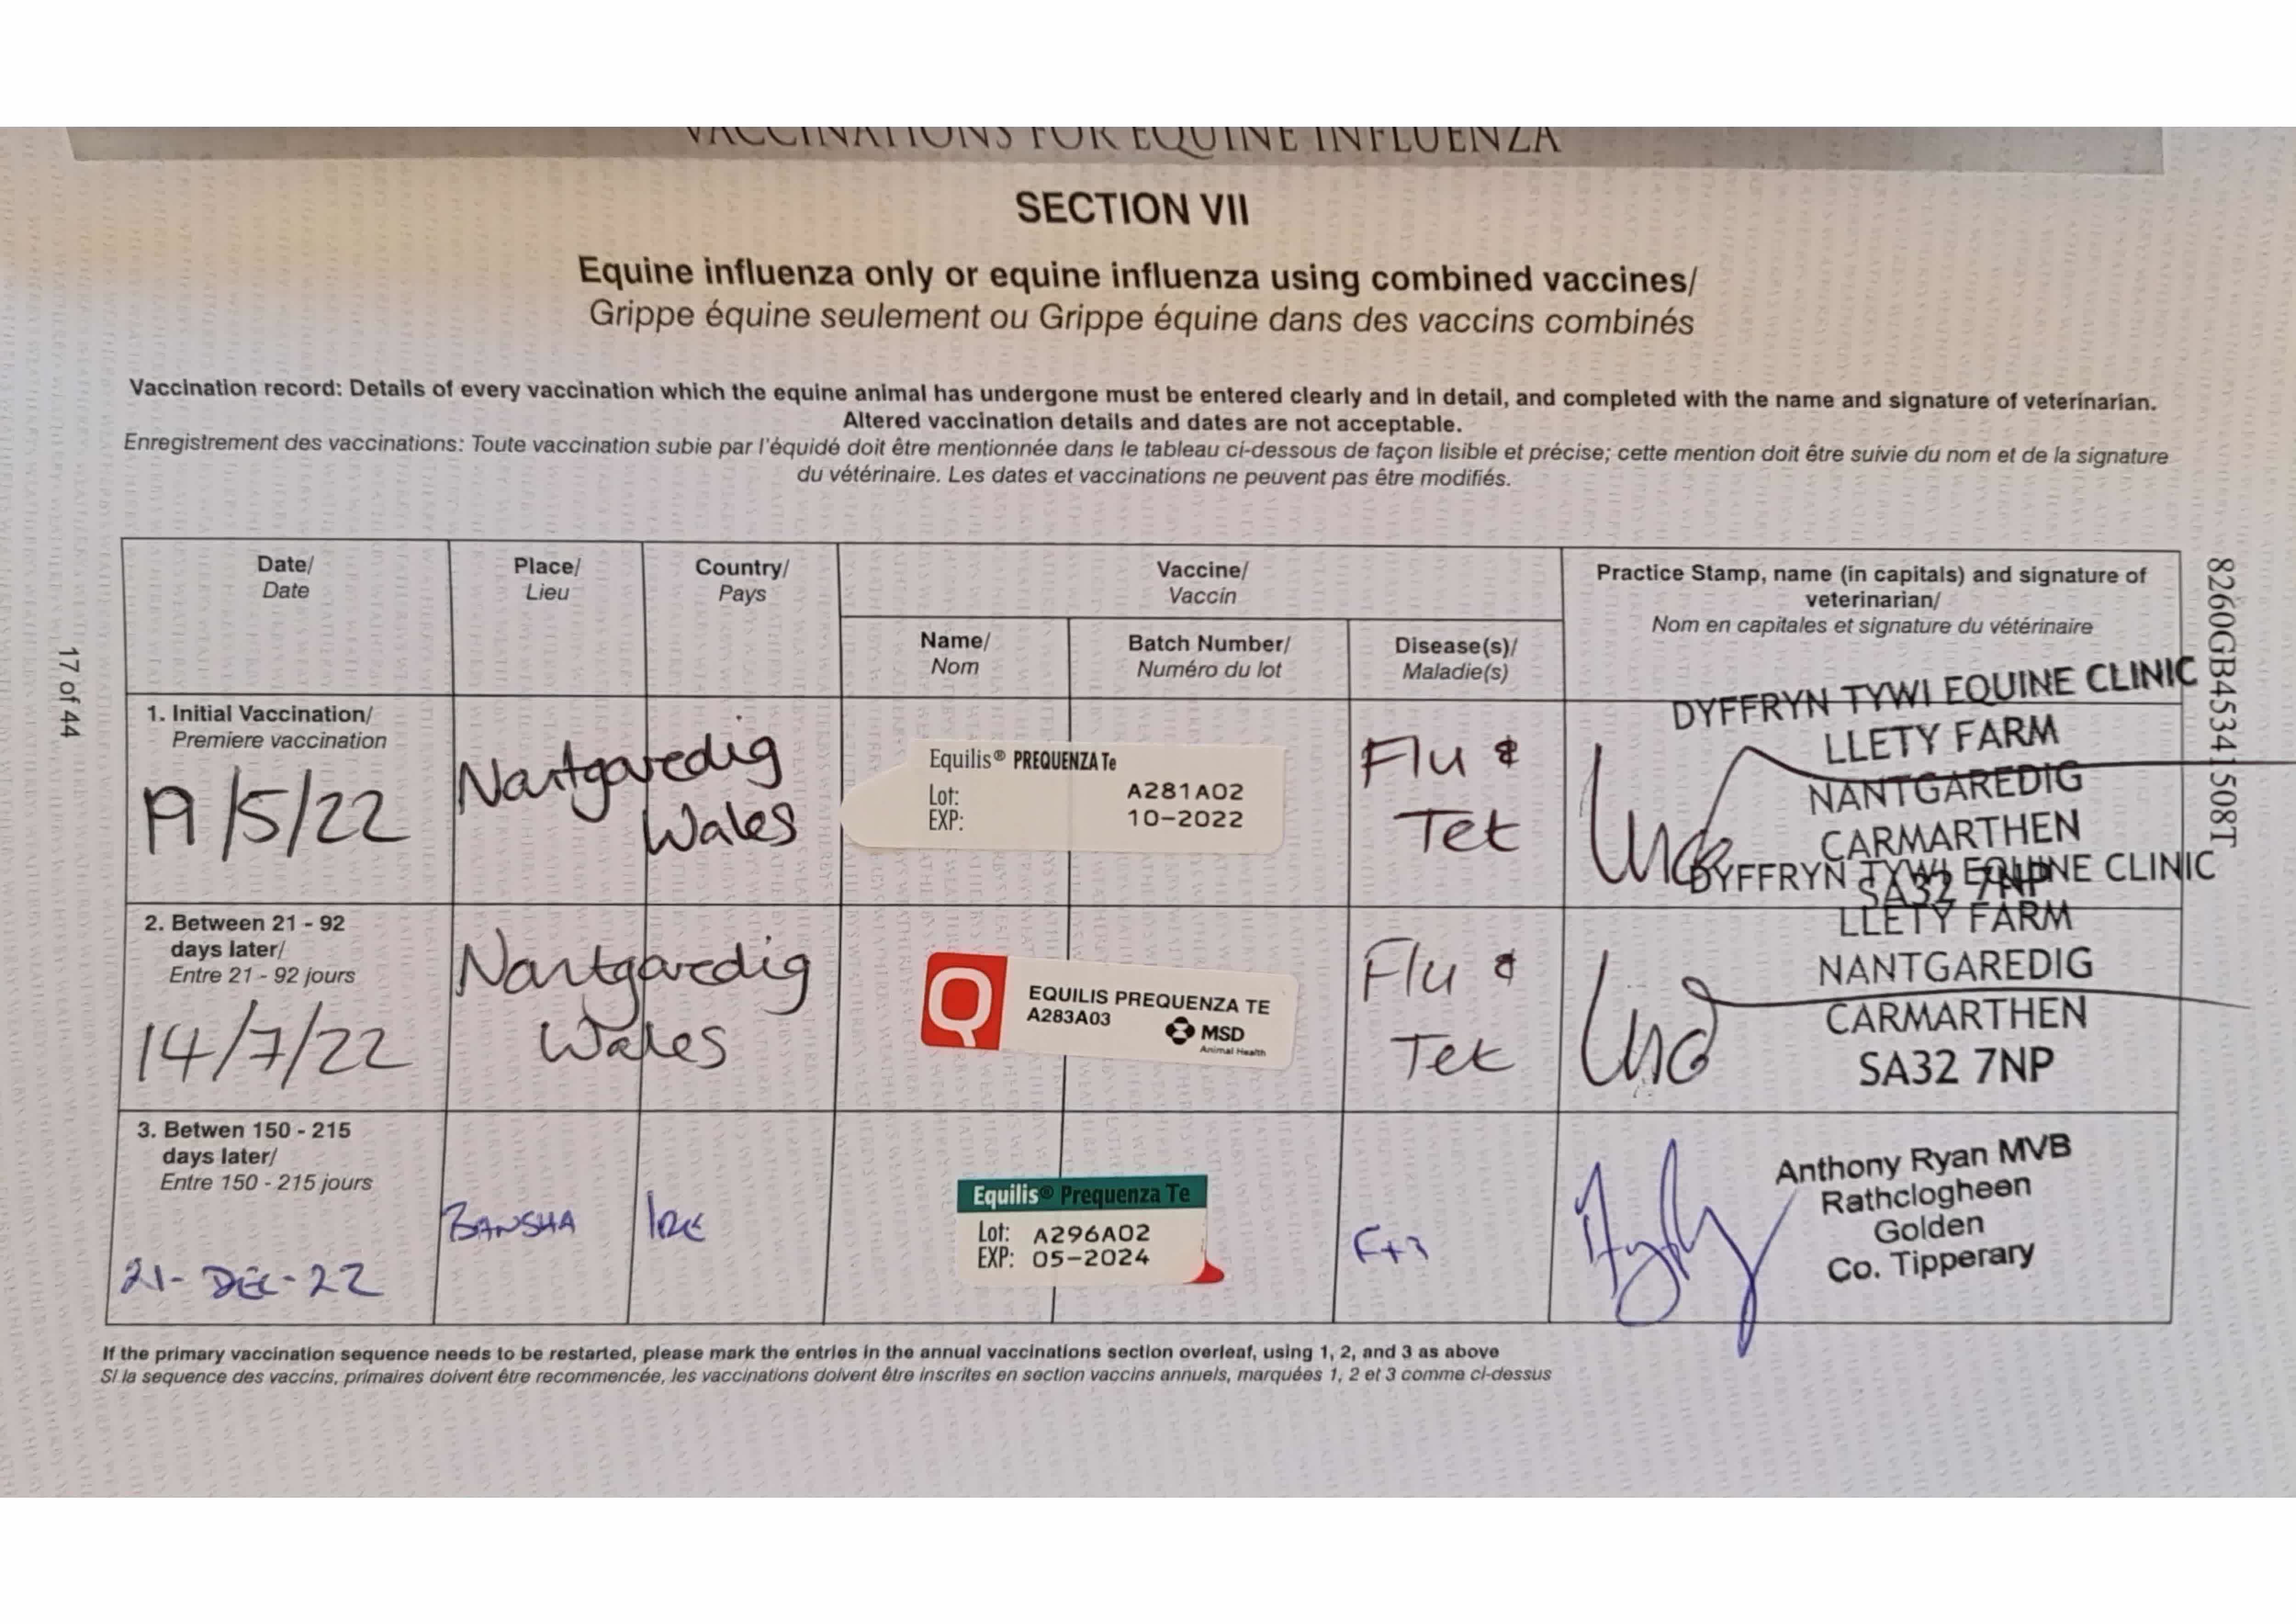 VACCINATIONS FOR EQUINE INFLUENZA
SECTION VII
Equine influenza only or equine influenza using combined vaccines/
Grippe équine seulement ou Grippe équine dans des vaccins combinés
Vaccination record: Details of every vaccination which the equine animal has undergone must be entered clearly and in detail, and completed with the name and signature of veterinarian.
Altered vaccination details and dates are not acceptable.
Enregistrement des vaccinations: Toute vaccination subie par l'équidé doit être mentionnée dans le tableau ci-dessous de façon lisible et précise; cette mention doit être suivie du nom et de la signature
du vétérinaire. Les dates et vaccinations ne peuvent pas être modifiés.
Date/
Date
Place/
Lieu
Country/
Pays
Vaccine/
Vaccin
Name/
Nom
Batch Number/
Numéro du lot
Disease(s)/
Maladie(s)
Practice Stamp, name (in capitals) and signature of
veterinarian/
Nom en capitales et signature du vétérinaire
1. Initial Vaccination/
Premiere vaccination
19/5/22
Nantgaredig
Wales
Equilis® PREQUENZA Te
Lot: A281A02
EXP: 10-2022
Flu &
Tet
DYFFRYN TYWI EQUINE CLINIC
LLETY FARM
NANTGAREDIG
CARMARTHEN
SA32 7NP
2. Between 21 - 92
days later/
Entre 21 - 92 jours
14/7/22
Nantgaredig
Wales
Q
EQUILIS PREQUENZA TE
A283A03
MSD
Animal Health
Flu &
Tet
DYFFRYN TYWI EQUINE CLINIC
LLETY FARM
NANTGAREDIG
CARMARTHEN
SA32 7NP
3. Betwen 150 - 215
days later/
Entre 150 - 215 jours
21-DEC-22
BANSHA
IRE
Equilis® Prequenza Te
Lot: A296A02
EXP: 05-2024
Anthony Ryan MVB
Rathclogheen
Golden
Co. Tipperary
If the primary vaccination sequence needs to be restarted, please mark the entries in the annual vaccinations section overleaf, using 1, 2, and 3 as above
Si la sequence des vaccins, primaires doivent être recommencée, les vaccinations doivent être inscrites en section vaccins annuels, marquées 1, 2 et 3 comme ci-dessus
17 of 44
8260GB45341508T